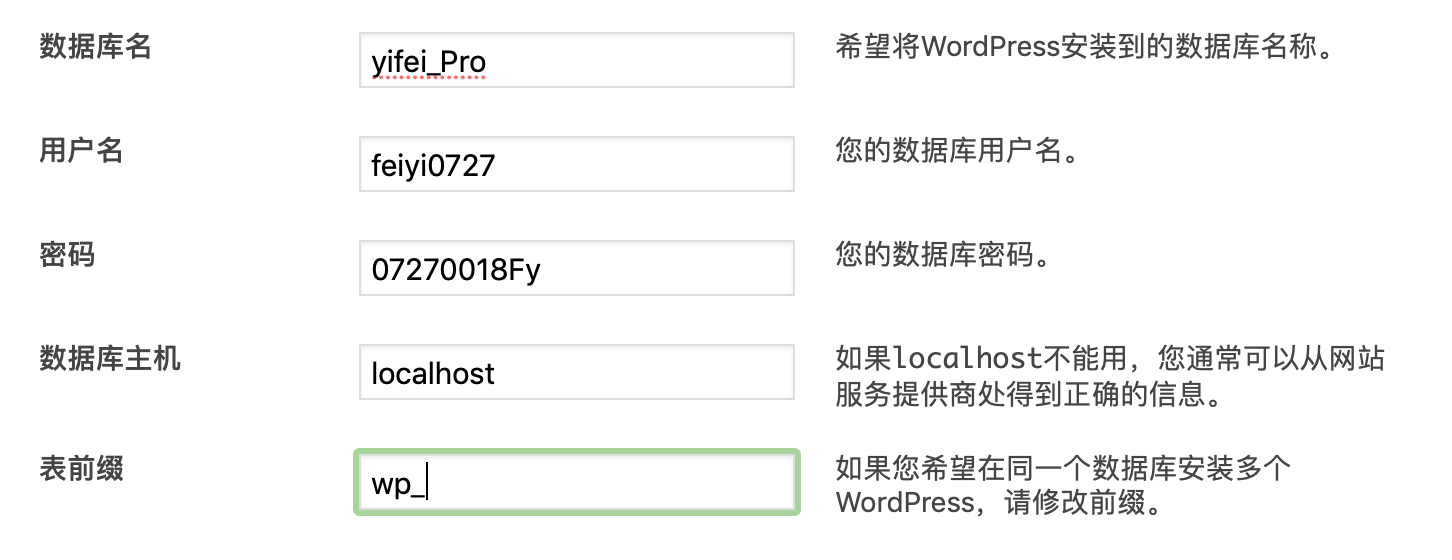 数据库名
yifei_Pro
希望将WordPress安装到的数据库名称。
用户名
feiyi0727
您的数据库用户名。
密码
07270018Fy
您的数据库密码。
数据库主机
localhost
如果localhost不能用，您通常可以从网站
服务提供商处得到正确的信息。
表前缀
wp_
如果您希望在同一个数据库安装多个
WordPress，请修改前缀。